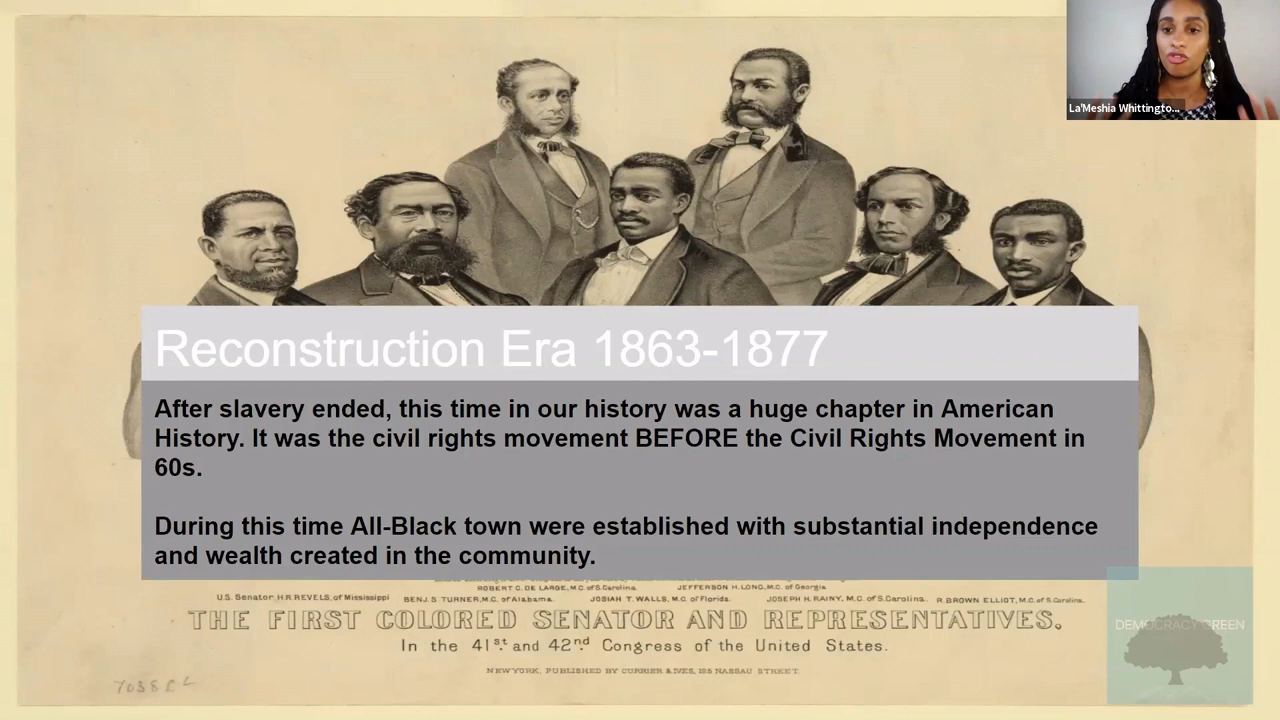 La'Meshia Whittingto...
Reconstruction Era 1863-1877
After slavery ended, this time in our history was a huge chapter in American
History. It was the civil rights movement BEFORE the Civil Rights Movement in
60s.
During this time All-Black town were established with substantial independence
and wealth created in the community.
ROBERT C. DE LARGE, M.C. of S.Carolina. JEFFERSON H. LONG, M.C. of Georgia
U.S. Senator H.R. REVELS, of Mississippi BENJ. S. TURNER, M.C. of Alabama. JOSIAH T. WALLS, M.C. of Florida. JOSEPH H. RAINY, M.C. of S.Carolina. R. BROWN ELLIOT, M.C. of S.Carolina.
THE FIRST COLORED SENATOR AND REPRESENTATIVES.
In the 41st and 42nd Congress of the United States.
NEW YORK, PUBLISHED BY CURRIER & IVES, 125 NASSAU STREET.
DEMOCRACY GREEN